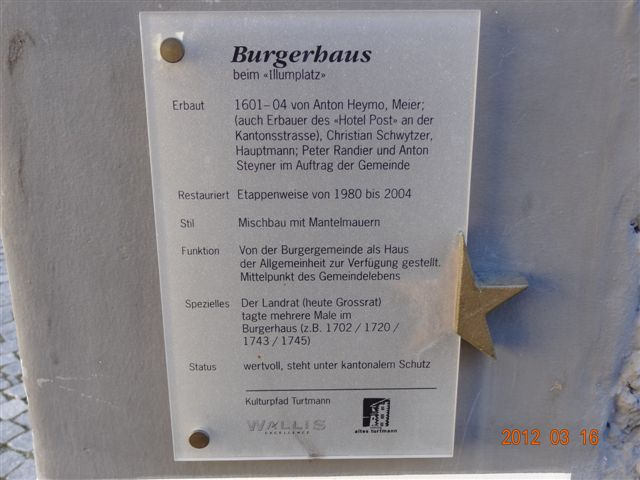 Burgerhaus
beim «Illumplatz»
Erbaut 1601–04 von Anton Heymo, Meier;
(auch Erbauer des «Hotel Post» an der
Kantonsstrasse), Christian Schwytzer,
Hauptmann; Peter Randier und Anton
Steyner im Auftrag der Gemeinde
Restauriert Etappenweise von 1980 bis 2004
Stil Mischbau mit Mantelmauern
Funktion Von der Burgergemeinde als Haus
der Allgemeinheit zur Verfügung gestellt.
Mittelpunkt des Gemeindelebens
Spezielles Der Landrat (heute Grossrat)
tagte mehrere Male im
Burgerhaus (z.B. 1702 / 1720 /
1743 / 1745)
Status wertvoll, steht unter kantonalem Schutz
Kulturpfad Turtmann
WALLIS
EXCELLENCE
altes turtmann
2012 03 16